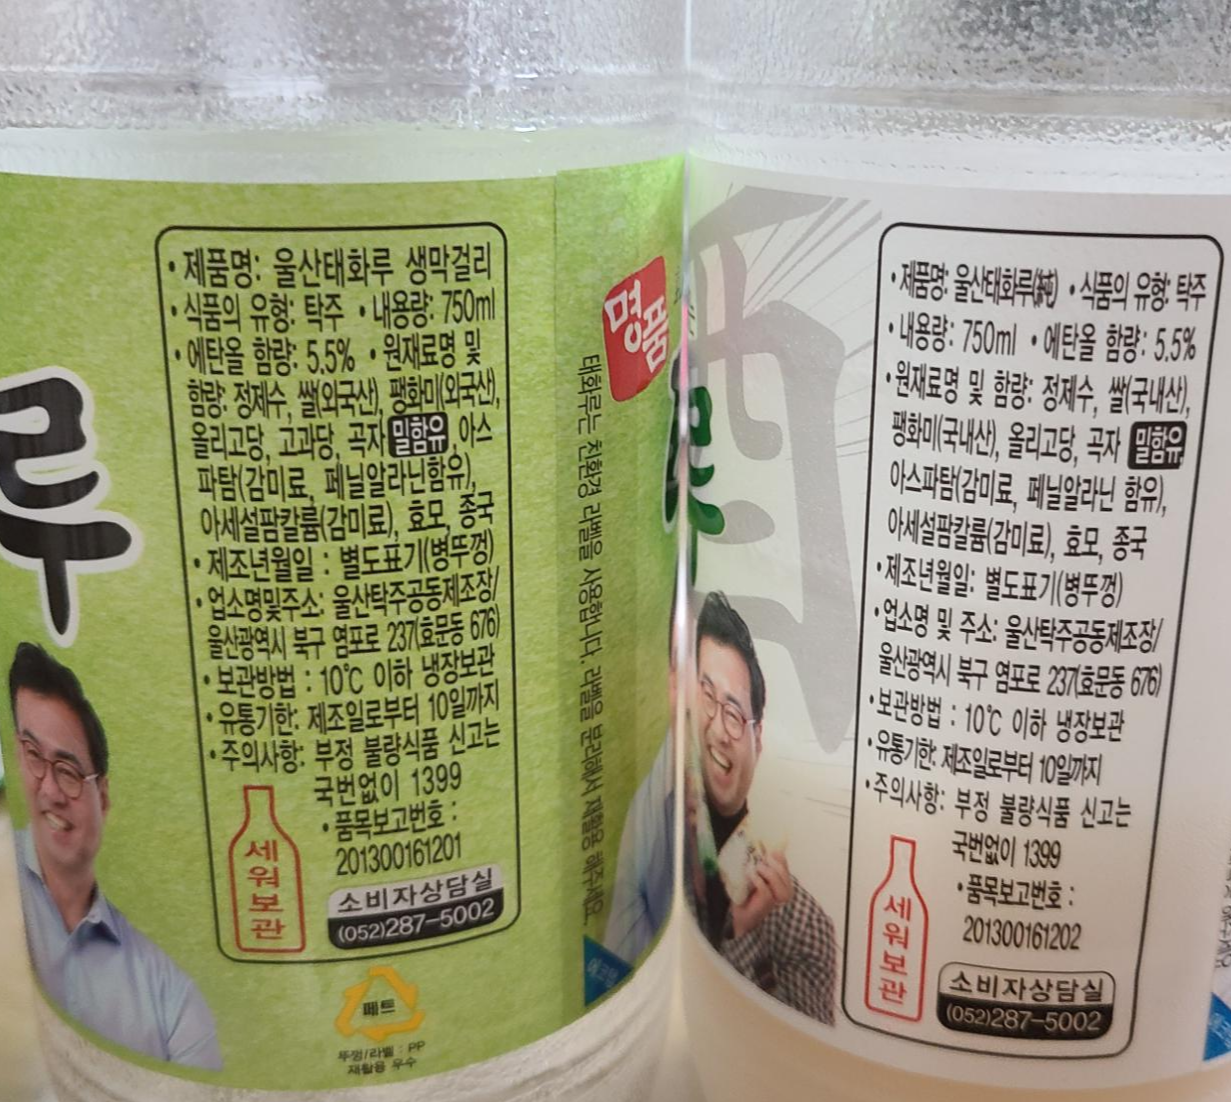 루
• 제품명: 울산태화루 생막걸리
• 식품의 유형: 탁주 • 내용량: 750ml
• 에탄올 함량: 5.5% • 원재료명 및
함량: 정제수, 쌀(외국산), 팽화미(외국산),
올리고당, 고과당, 곡자 밀함유, 아스
파탐(감미료, 페닐알라닌함유),
아세설팜칼륨(감미료), 효모, 종국
• 제조년월일 : 별도표기(병뚜껑)
• 업소명및주소: 울산탁주공동제조장/
울산광역시 북구 염포로 237(효문동 676)
• 보관방법 : 10℃ 이하 냉장보관
• 유통기한: 제조일로부터 10일까지
• 주의사항: 부정 불량식품 신고는
국번없이 1399
• 품목보고번호 :
201300161201
세워보관
소비자상담실
(052)287-5002
페트
뚜껑/라벨 : PP
재활용 우수
명품
태화루는 친환경 라벨을 사용합니다. 라벨을 분리해서 재활용 해주세요.
에코탭
• 제품명: 울산태화루(純) • 식품의 유형: 탁주
• 내용량: 750ml • 에탄올 함량: 5.5%
• 원재료명 및 함량: 정제수, 쌀(국내산),
팽화미(국내산), 올리고당, 곡자 밀함유
아스파탐(감미료, 페닐알라닌 함유),
아세설팜칼륨(감미료), 효모, 종국
• 제조년월일: 별도표기(병뚜껑)
• 업소명 및 주소: 울산탁주공동제조장/
울산광역시 북구 염포로 237(효문동 676)
• 보관방법 : 10℃ 이하 냉장보관
• 유통기한: 제조일로부터 10일까지
• 주의사항: 부정 불량식품 신고는
국번없이 1399
• 품목보고번호 :
201300161202
세워보관
소비자상담실
(052)287-5002